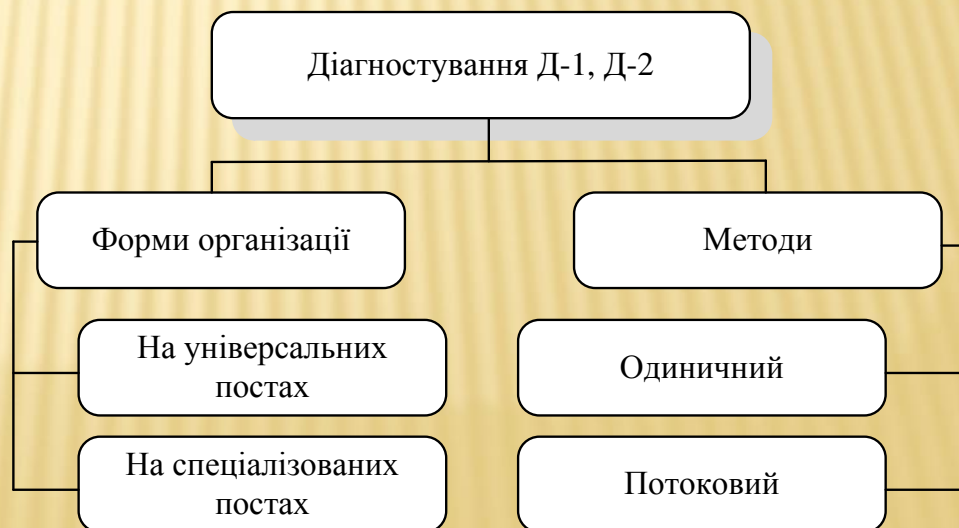 Діагностування Д-1, Д-2
Форми організації
Методи
На універсальних
постах
Одиничний
На спеціалізованих
постах
Потоковий